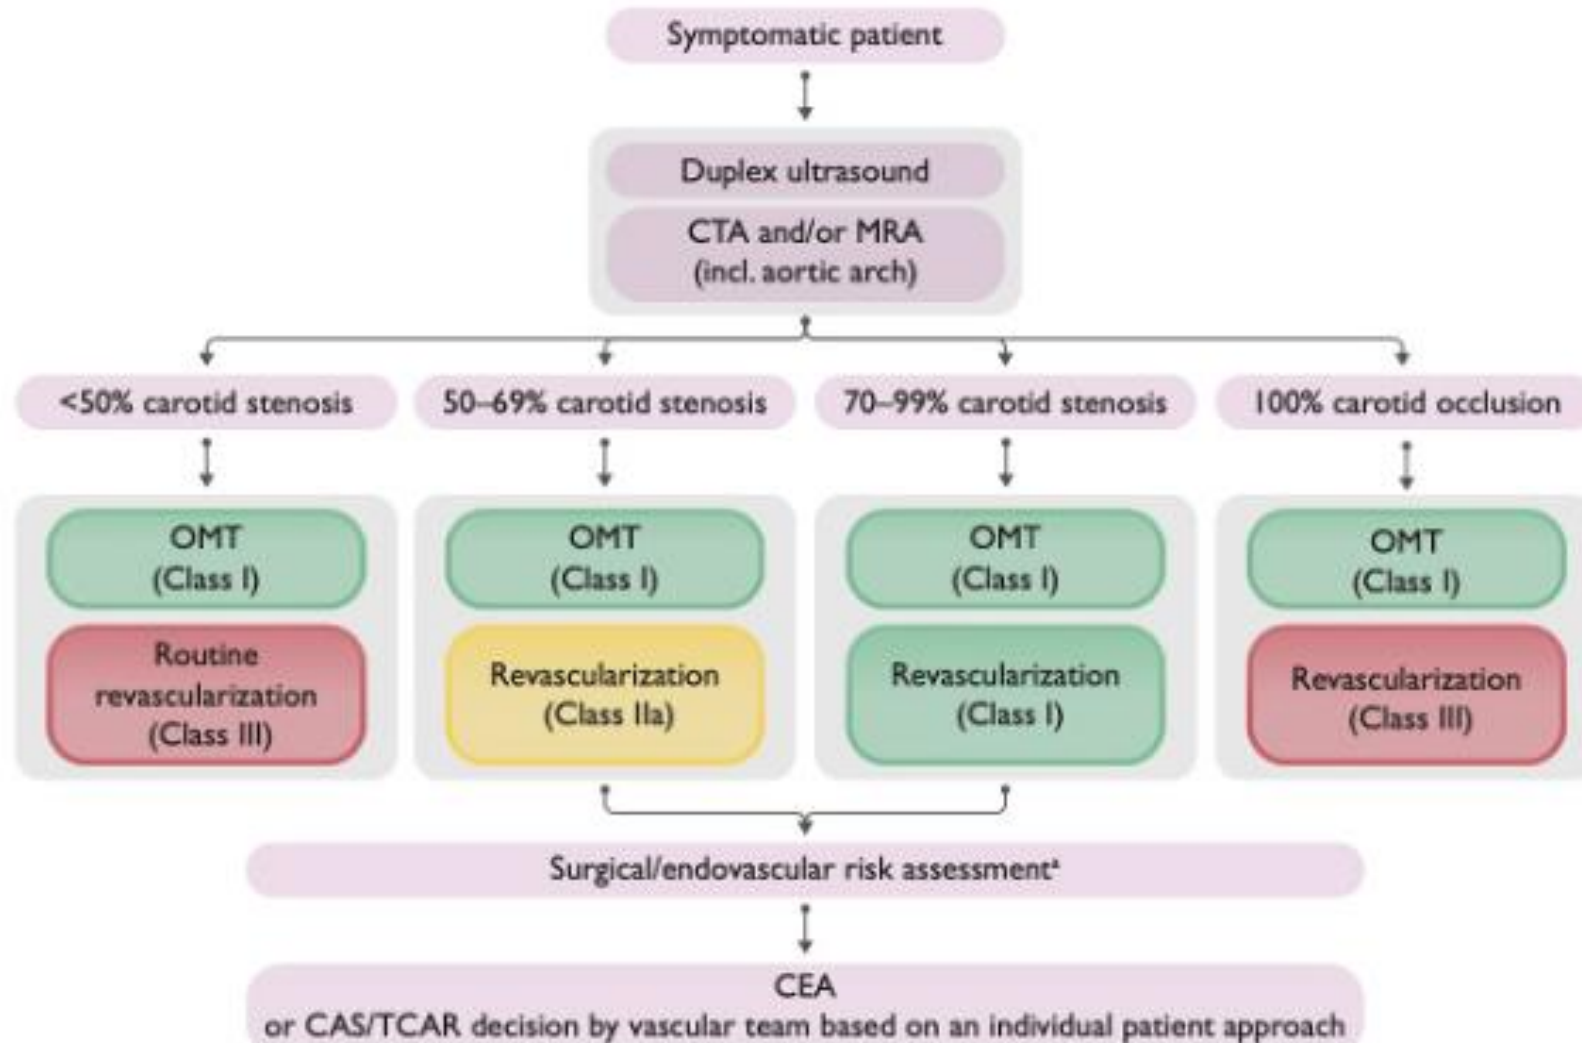 Symptomatic patient
Duplex ultrasound
CTA and/or MRA
(incl. aortic arch)
<50% carotid stenosis
50–69% carotid stenosis
70–99% carotid stenosis
100% carotid occlusion
OMT
(Class I)
Routine
revascularization
(Class III)
OMT
(Class I)
Revascularization
(Class IIa)
OMT
(Class I)
Revascularization
(Class I)
OMT
(Class I)
Revascularization
(Class III)
Surgical/endovascular risk assessmentᵃ
CEA
or CAS/TCAR decision by vascular team based on an individual patient approach